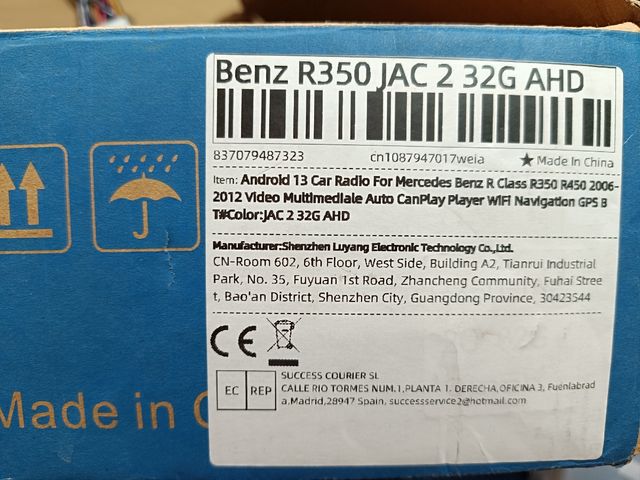 Benz R350 JAC 2 32G AHD
837079487323 cn1087947017weia ★ Made In China
Item: Android 13 Car Radio For Mercedes Benz R Class R350 R450 2006-
2012 Video Multimediale Auto CanPlay Player WIFI Navigation GPS B
T#Color:JAC 2 32G AHD
Manufacturer:Shenzhen Luyang Electronic Technology Co.,Ltd.
CN-Room 602, 6th Floor, West Side, Building A2, Tianrui Industrial
Park, No. 35, Fuyuan 1st Road, Zhancheng Community, Fuhai Stree
t, Bao'an District, Shenzhen City, Guangdong Province, 30423544
CE
EC REP
SUCCESS COURIER SL
CALLE RIO TORMES NUM.1,PLANTA 1. DERECHA,OFICINA 3, Fuenlabrad
a,Madrid,28947 Spain, successservice2@hotmail.com
Made in C